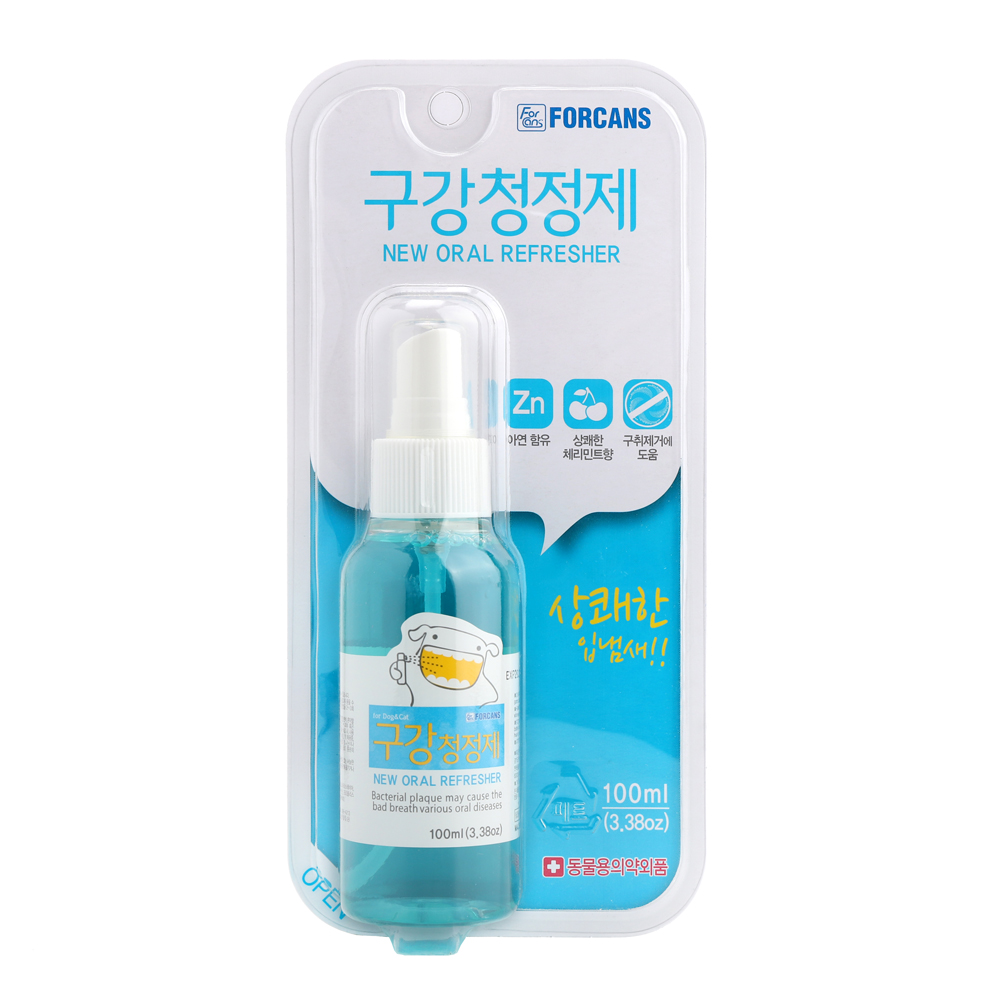 For
Cans
FORCANS
구강청정제
NEW ORAL REFRESHER
Zn
아연 함유
상쾌한
체리민트향
구취제거에
도움
상쾌한
입냄새!!
for Dog&Cat
FORCANS
구강청정제
NEW ORAL REFRESHER
Bacterial plaque may cause the
bad breath various oral diseases
100ml(3.38oz)
페트
100ml
(3.38oz)
동물용의약외품
OPEN